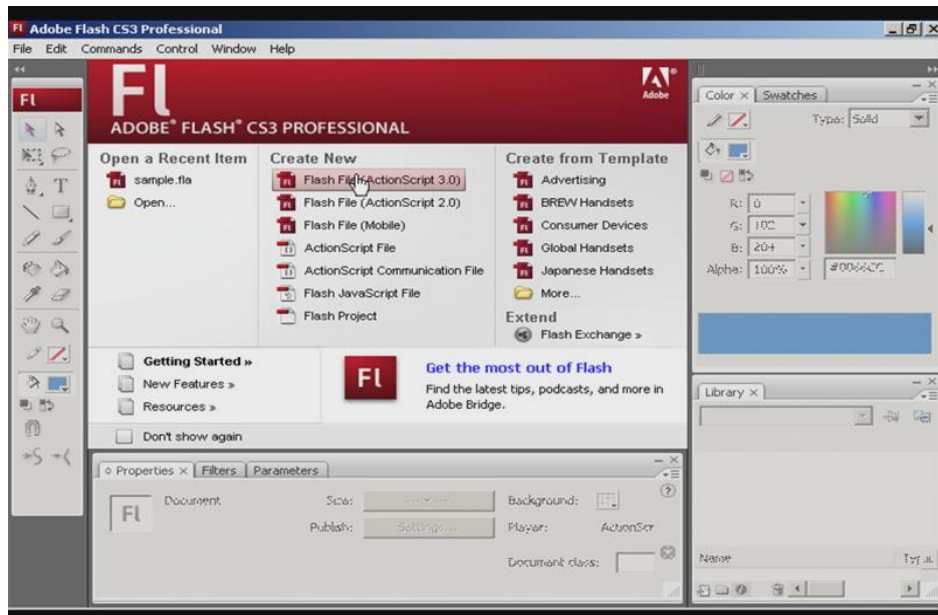 Fl Adobe Flash CS3 Professional
File Edit Commands Control Window Help
Fl
Fl
Adobe
ADOBE® FLASH® CS3 PROFESSIONAL
Open a Recent Item
sample.fla
Open...
Create New
Flash File (ActionScript 3.0)
Flash File (ActionScript 2.0)
Flash File (Mobile)
ActionScript File
ActionScript Communication File
Flash JavaScript File
Flash Project
Create from Template
Advertising
BREW Handsets
Consumer Devices
Global Handsets
Japanese Handsets
More...
Extend
Flash Exchange »
Getting Started »
New Features »
Resources »
Fl
Get the most out of Flash
Find the latest tips, podcasts, and more in
Adobe Bridge.
Don't show again
Properties × Filters Parameters
Fl
Document
Size:
Publish: Settings...
Background:
Player: ActionScr
Document class:
Color × Swatches
Type: Solid
R: 0
G: 102
B: 204
Alpha: 100% #0066CC
Library ×
Name